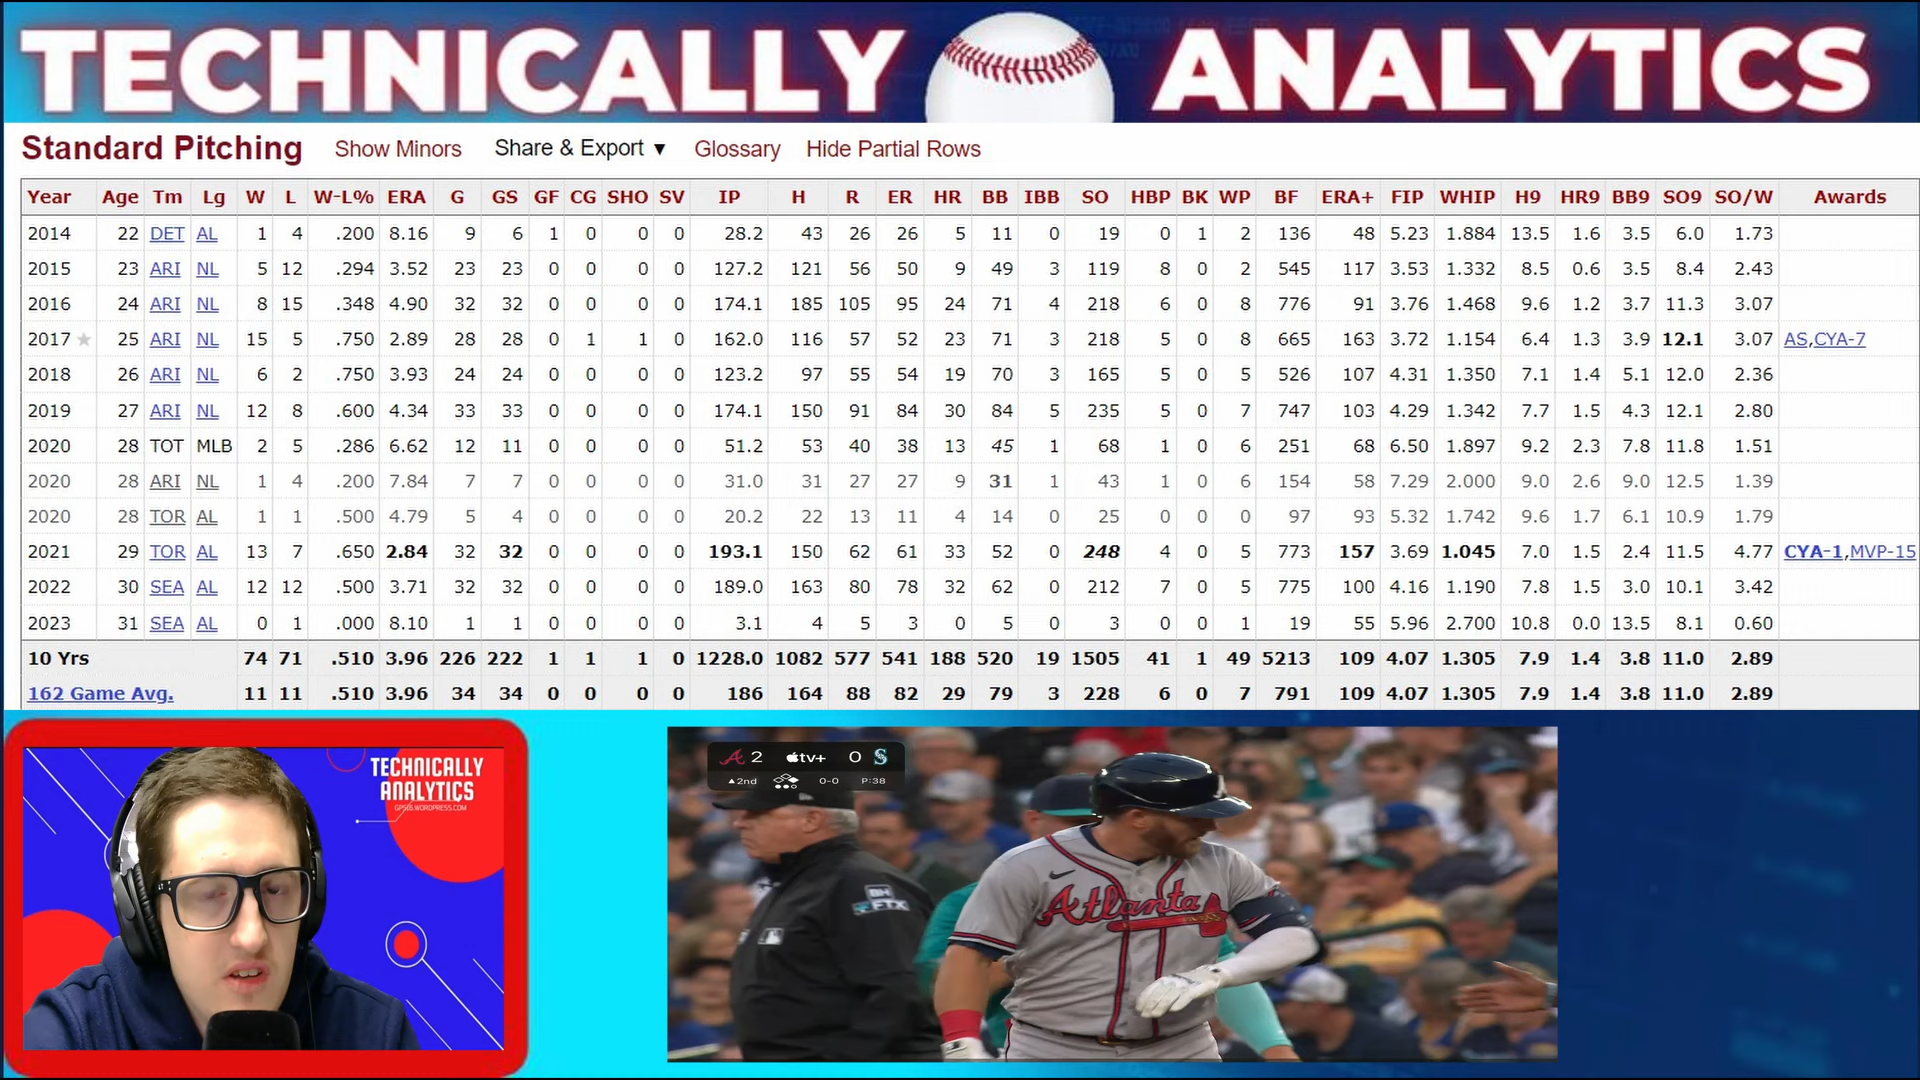 TECHNICALLY ANALYTICS
Standard Pitching Show Minors Share & Export ▼ Glossary Hide Partial Rows
Year Age Tm Lg W L W-L% ERA G GS GF CG SHO SV IP H R ER HR BB IBB SO HBP BK WP BF ERA+ FIP WHIP H9 HR9 BB9 SO9 SO/W Awards
2014 22 DET AL 1 4 .200 8.16 9 6 1 0 0 0 28.2 43 26 26 5 11 0 19 0 1 2 136 48 5.23 1.884 13.5 1.6 3.5 6.0 1.73
2015 23 ARI NL 5 12 .294 3.52 23 23 0 0 0 0 127.2 121 56 50 9 49 3 119 8 0 2 545 117 3.53 1.332 8.5 0.6 3.5 8.4 2.43
2016 24 ARI NL 8 15 .348 4.90 32 32 0 0 0 0 174.1 185 105 95 24 71 4 218 6 0 8 776 91 3.76 1.468 9.6 1.2 3.7 11.3 3.07
2017 ★ 25 ARI NL 15 5 .750 2.89 28 28 0 1 1 0 162.0 116 57 52 23 71 3 218 5 0 8 665 163 3.72 1.154 6.4 1.3 3.9 12.1 3.07 AS,CYA-7
2018 26 ARI NL 6 2 .750 3.93 24 24 0 0 0 0 123.2 97 55 54 19 70 3 165 5 0 5 526 107 4.31 1.350 7.1 1.4 5.1 12.0 2.36
2019 27 ARI NL 12 8 .600 4.34 33 33 0 0 0 0 174.1 150 91 84 30 84 5 235 5 0 7 747 103 4.29 1.342 7.7 1.5 4.3 12.1 2.80
2020 28 TOT MLB 2 5 .286 6.62 12 11 0 0 0 0 51.2 53 40 38 13 45 1 68 1 0 6 251 68 6.50 1.897 9.2 2.3 7.8 11.8 1.51
2020 28 ARI NL 1 4 .200 7.84 7 7 0 0 0 0 31.0 31 27 27 9 31 1 43 1 0 6 154 58 7.29 2.000 9.0 2.6 9.0 12.5 1.39
2020 28 TOR AL 1 1 .500 4.79 5 4 0 0 0 0 20.2 22 13 11 4 14 0 25 0 0 0 97 93 5.32 1.742 9.6 1.7 6.1 10.9 1.79
2021 29 TOR AL 13 7 .650 2.84 32 32 0 0 0 0 193.1 150 62 61 33 52 0 248 4 0 5 773 157 3.69 1.045 7.0 1.5 2.4 11.5 4.77 CYA-1,MVP-15
2022 30 SEA AL 12 12 .500 3.71 32 32 0 0 0 0 189.0 163 80 78 32 62 0 212 7 0 5 775 100 4.16 1.190 7.8 1.5 3.0 10.1 3.42
2023 31 SEA AL 0 1 .000 8.10 1 1 0 0 0 0 3.1 4 5 3 0 5 0 3 0 0 1 19 55 5.96 2.700 10.8 0.0 13.5 8.1 0.60
10 Yrs 74 71 .510 3.96 226 222 1 1 1 0 1228.0 1082 577 541 188 520 19 1505 41 1 49 5213 109 4.07 1.305 7.9 1.4 3.8 11.0 2.89
162 Game Avg. 11 11 .510 3.96 34 34 0 0 0 0 186 164 88 82 29 79 3 228 6 0 7 791 109 4.07 1.305 7.9 1.4 3.8 11.0 2.89
TECHNICALLY
ANALYTICS
GPS05.WORDPRESS.COM
A 2 tv+ 0 S
▲2nd 0-0 P:38
BH
FTX
Atlanta